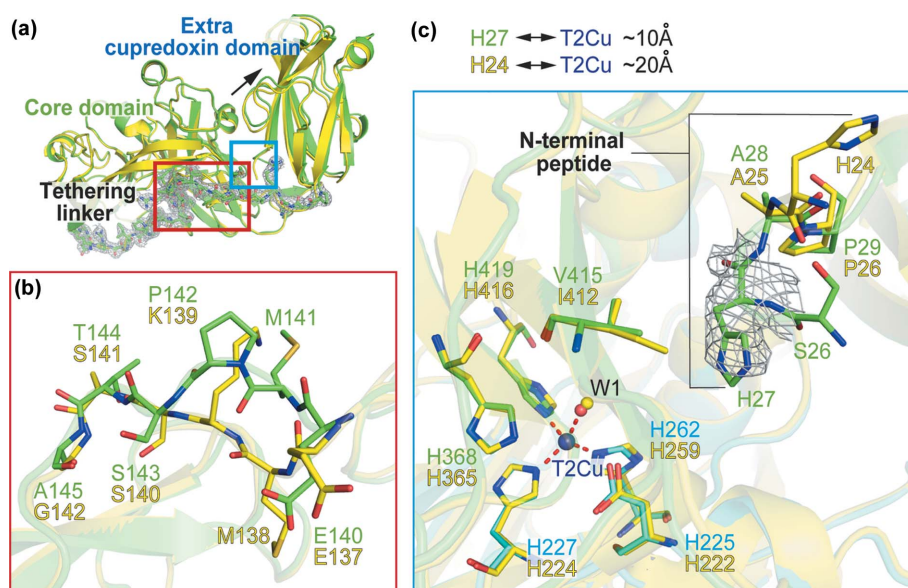 (a)
Extra
cupredoxin domain
Core domain
Tethering
linker
(b)
P142
K139
M141
T144
S141
A145
G142
S143
S140
M138
E140
E137
(c)
H27 ↔ T2Cu ~10Å
H24 ↔ T2Cu ~20Å
N-terminal
peptide
A28
A25
H24
P29
P26
S26
H27
H419
H416
V415
I412
W1
H368
H365
T2Cu
H262
H259
H227
H224
H225
H222